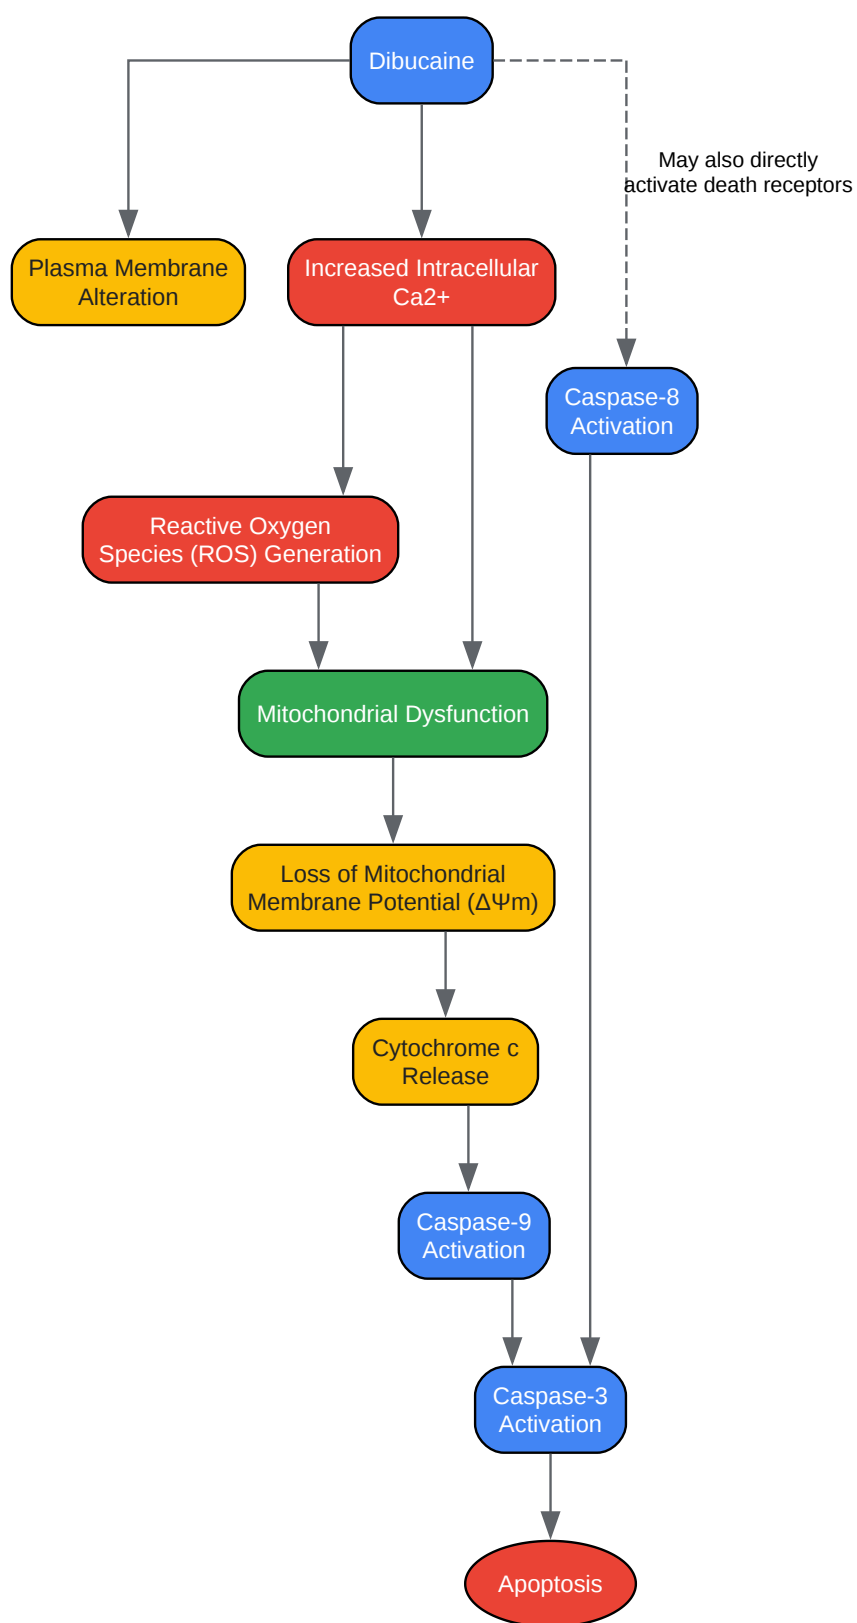 Dibucaine
May also directly
activate death receptors
Plasma Membrane
Alteration
Increased Intracellular
Ca2+
Caspase-8
Activation
Reactive Oxygen
Species (ROS) Generation
Mitochondrial Dysfunction
Loss of Mitochondrial
Membrane Potential (ΔΨm)
Cytochrome c
Release
Caspase-9
Activation
Caspase-3
Activation
Apoptosis